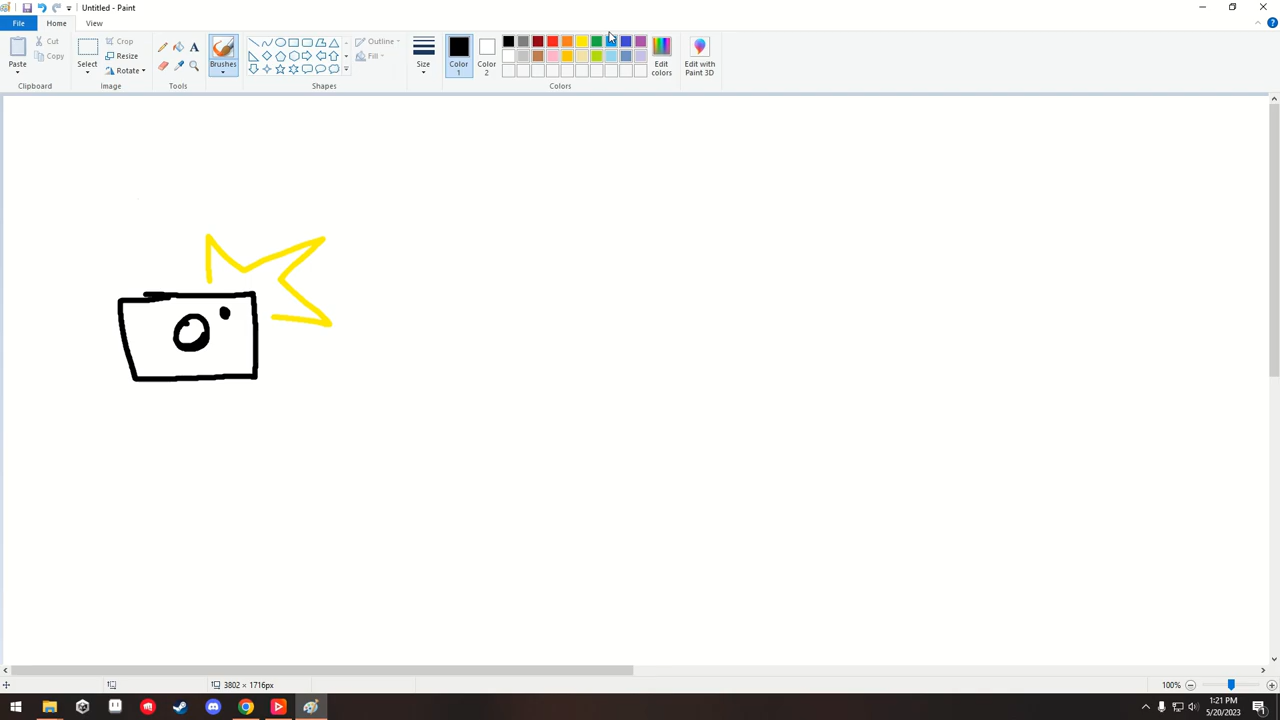 Untitled - Paint
File
Home
View
Paste
Cut
Copy
Clipboard
Select
Crop
Resize
Rotate
Image
A
Tools
Brushes
Outline
Fill
Shapes
Size
Color 1
Color 2
Colors
Edit colors
Edit with Paint 3D
3802 × 1716px
100%
1:21 PM
5/20/2023